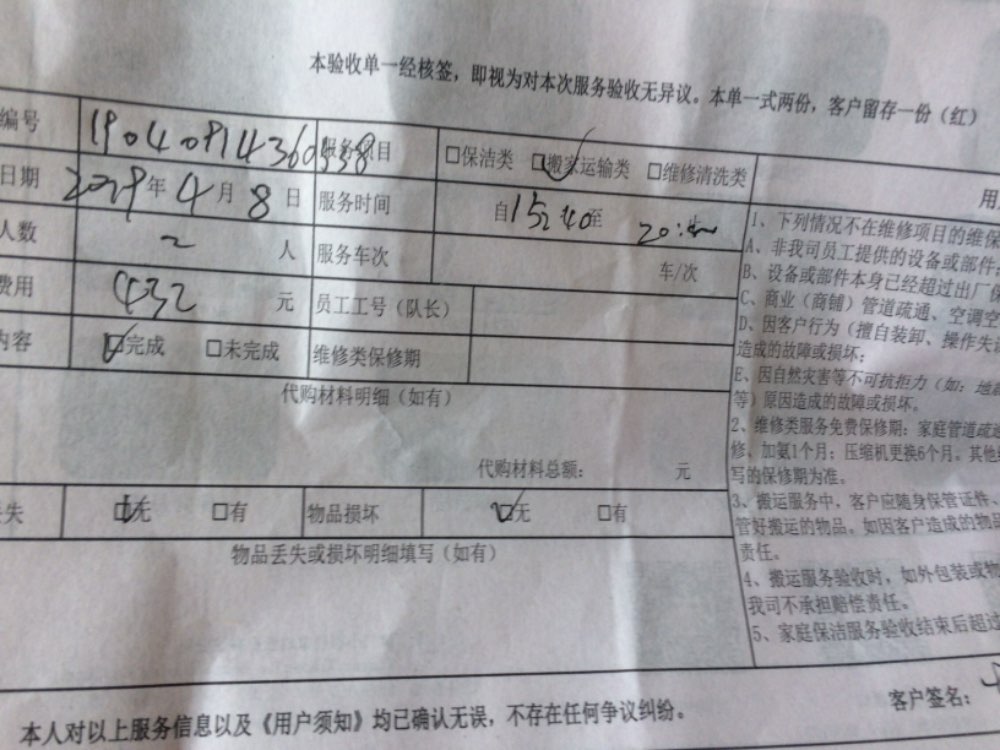 本验收单一经核签，即视为对本次服务验收无异议。本单一式两份，客户留存一份（红）
编号 服务项目 □保洁类 □搬家运输类 □维修清洗类
日期 2019年4月8日 服务时间 自15:40至
人数 2 人 服务车次 车/次
费用 432 元 员工工号（队长）
内容 □完成 □未完成 维修类保修期
代购材料明细（如有）
代购材料总额： 元
失 □无 □有 物品损坏 □无 □有
物品丢失或损坏明细填写（如有）
用
1、下列情况不在维修项目的维保
A、非我司员工提供的设备或部件
B、设备或部件本身已经超过出厂
C、商业（商铺）管道疏通、空调空
D、因客户行为（擅自装卸、操作失
造成的故障或损坏；
E、因自然灾害等不可抗拒力（如：地
等）原因造成的故障或损坏。
2、维修类服务免费保修期：家庭管道疏
修、加氨1个月；压缩机更换6个月。其他
写的保修期为准。
3、搬运服务中，客户应随身保管证件、
管好搬运的物品。如因客户造成的物品
责任。
4、搬运服务验收时，如外包装或物
我司不承担赔偿责任。
5、家庭保洁服务验收结束后超过
本人对以上服务信息以及《用户须知》均已确认无误，不存在任何争议纠纷。
客户签名：